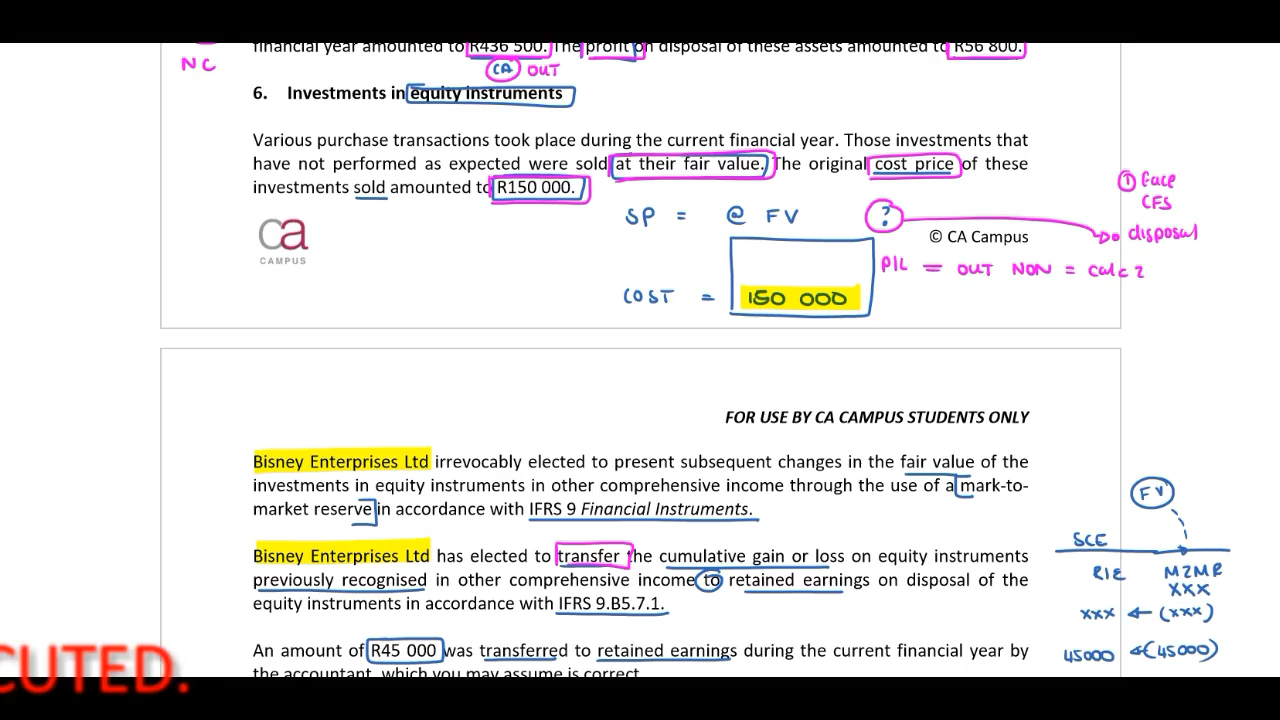 financial year amounted to R436 500. The profit on disposal of these assets amounted to R56 800.
NC
CA OUT
6. Investments in equity instruments
Various purchase transactions took place during the current financial year. Those investments that
have not performed as expected were sold at their fair value. The original cost price of these
investments sold amounted to R150 000.
① face
CFS
disposal
SP = @ FV ?
ca
CAMPUS
© CA Campus
P/L = OUT NON = calc 2
COST = 150 000
FOR USE BY CA CAMPUS STUDENTS ONLY
Bisney Enterprises Ltd irrevocably elected to present subsequent changes in the fair value of the
investments in equity instruments in other comprehensive income through the use of a mark-to-
market reserve in accordance with IFRS 9 Financial Instruments.
FV
SCE
Bisney Enterprises Ltd has elected to transfer the cumulative gain or loss on equity instruments
previously recognised in other comprehensive income to retained earnings on disposal of the
equity instruments in accordance with IFRS 9.B5.7.1.
R/E M2MR
XXX
xxx ← (xxx)
An amount of R45 000 was transferred to retained earnings during the current financial year by
the accountant, which you may assume is correct.
45000 ←(45000)
CUTED.